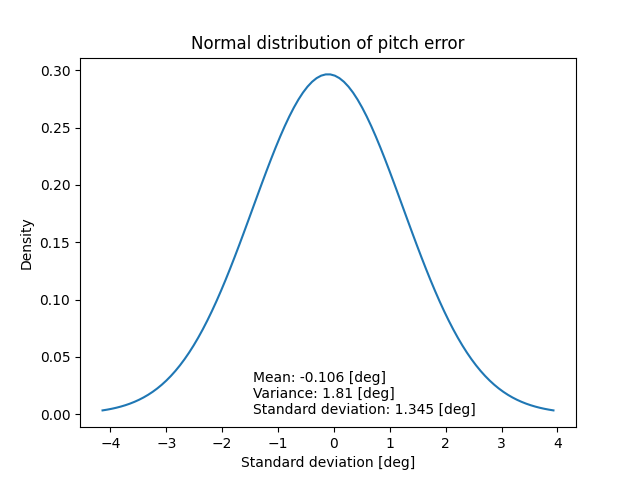 Normal distribution of pitch error
0.30
0.25
0.20
0.15
0.10
0.05
0.00
Density
Mean: -0.106 [deg]
Variance: 1.81 [deg]
Standard deviation: 1.345 [deg]
−4 −3 −2 −1 0 1 2 3 4
Standard deviation [deg]